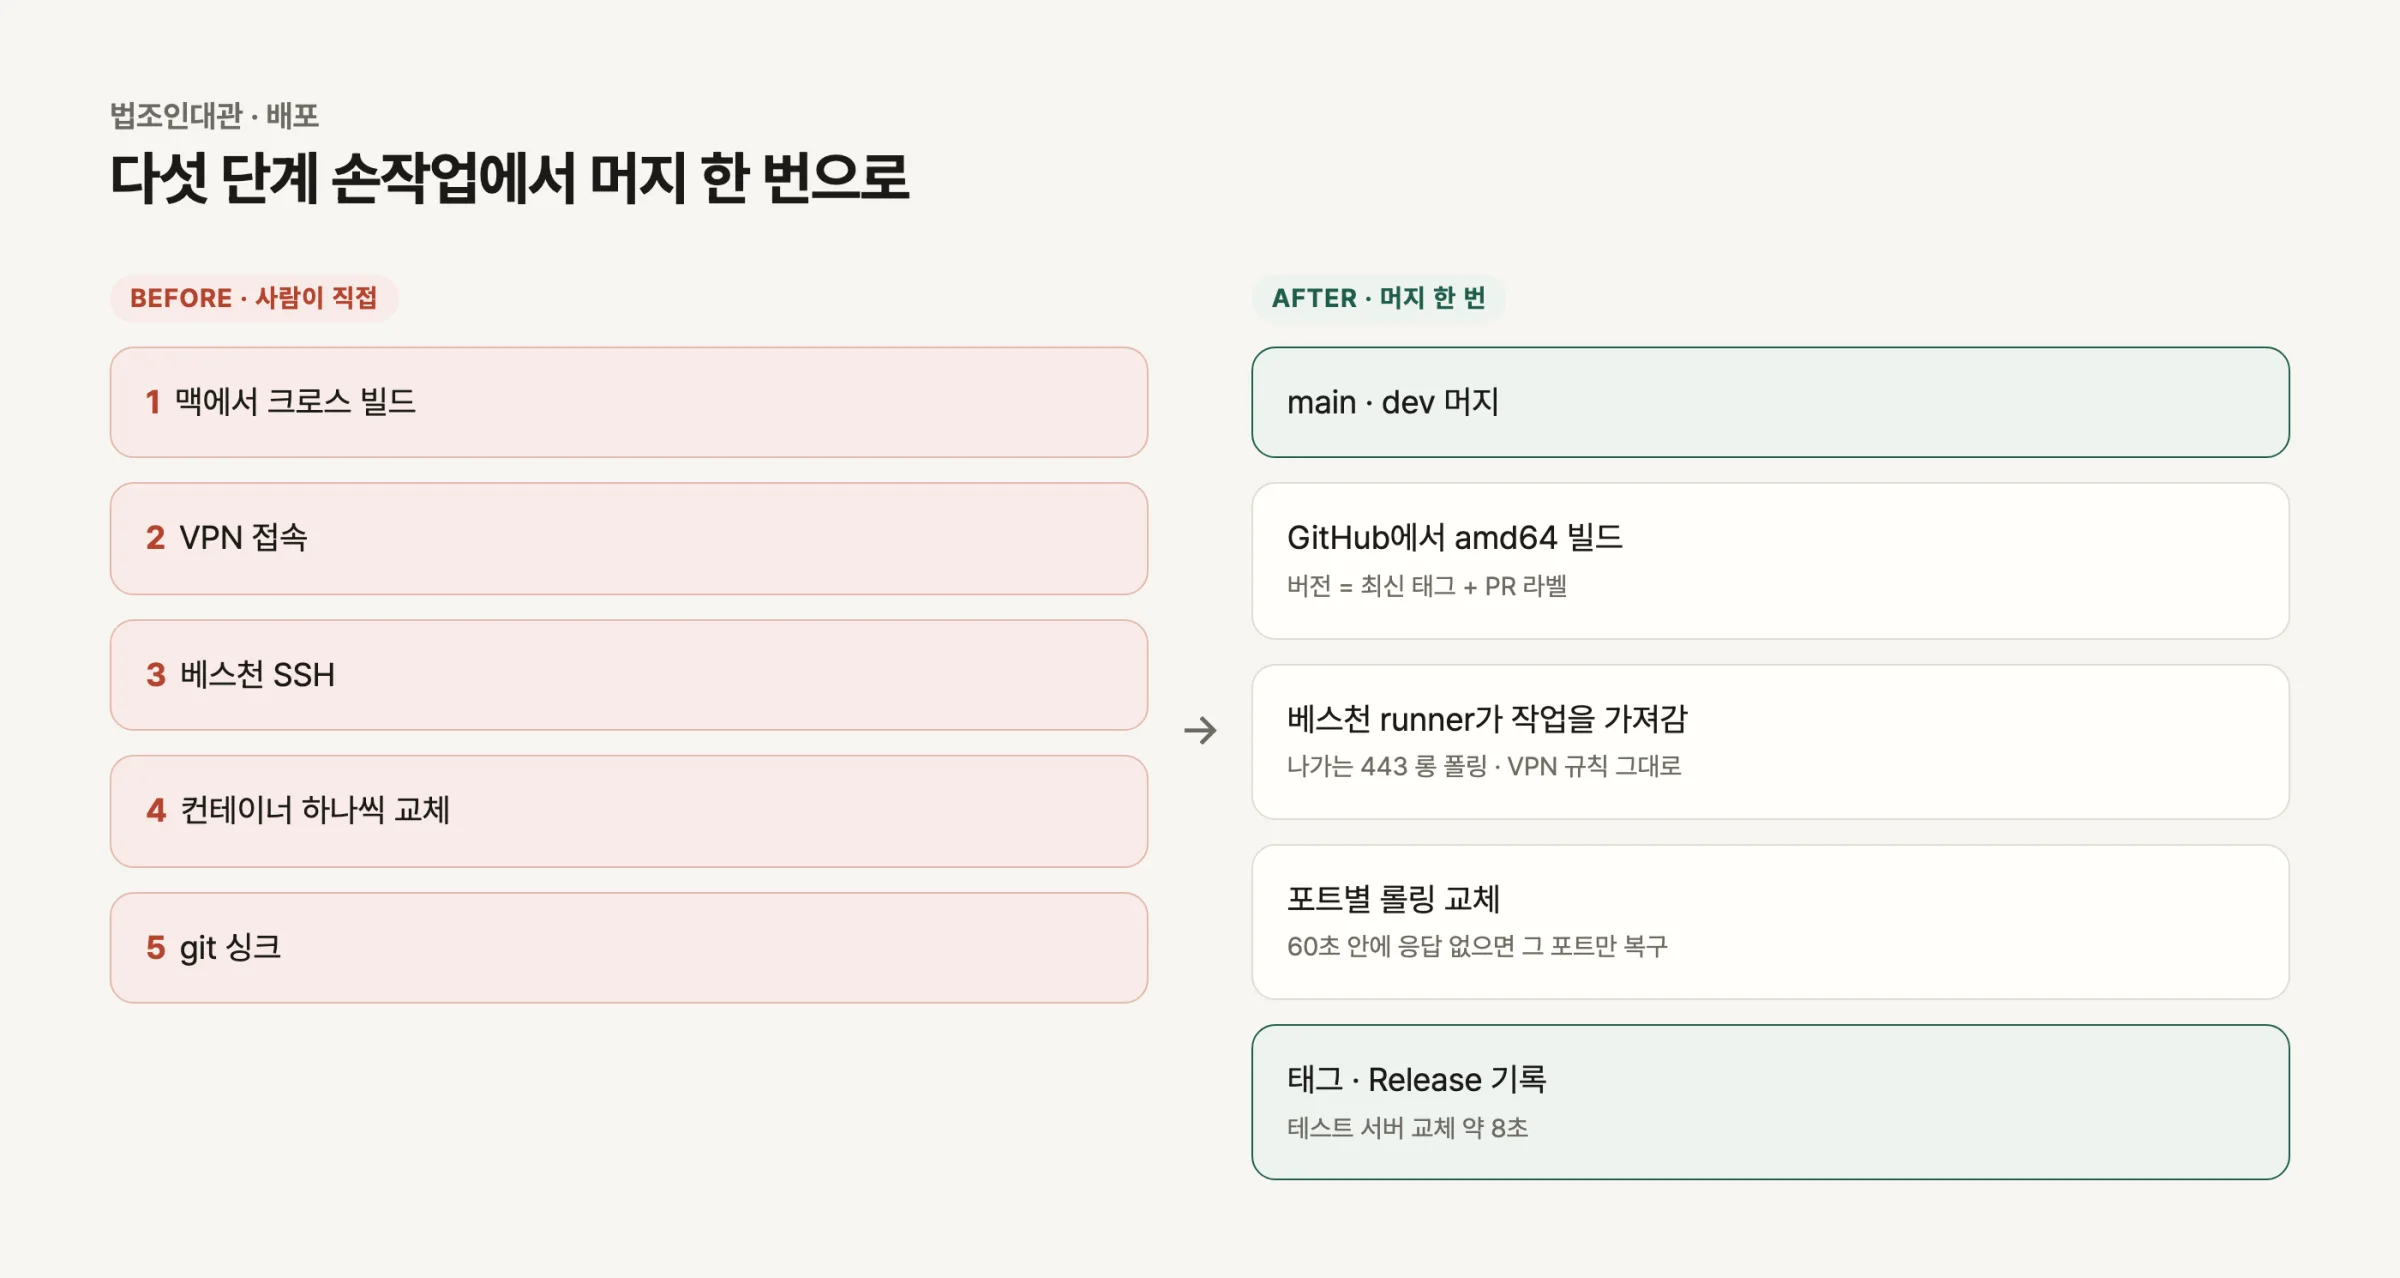 법조인대관 · 배포
다섯 단계 손작업에서 머지 한 번으로
BEFORE · 사람이 직접
1 맥에서 크로스 빌드
2 VPN 접속
3 베스천 SSH
4 컨테이너 하나씩 교체
5 git 싱크
→
AFTER · 머지 한 번
main · dev 머지
GitHub에서 amd64 빌드
버전 = 최신 태그 + PR 라벨
베스천 runner가 작업을 가져감
나가는 443 롱 폴링 · VPN 규칙 그대로
포트별 롤링 교체
60초 안에 응답 없으면 그 포트만 복구
태그 · Release 기록
테스트 서버 교체 약 8초